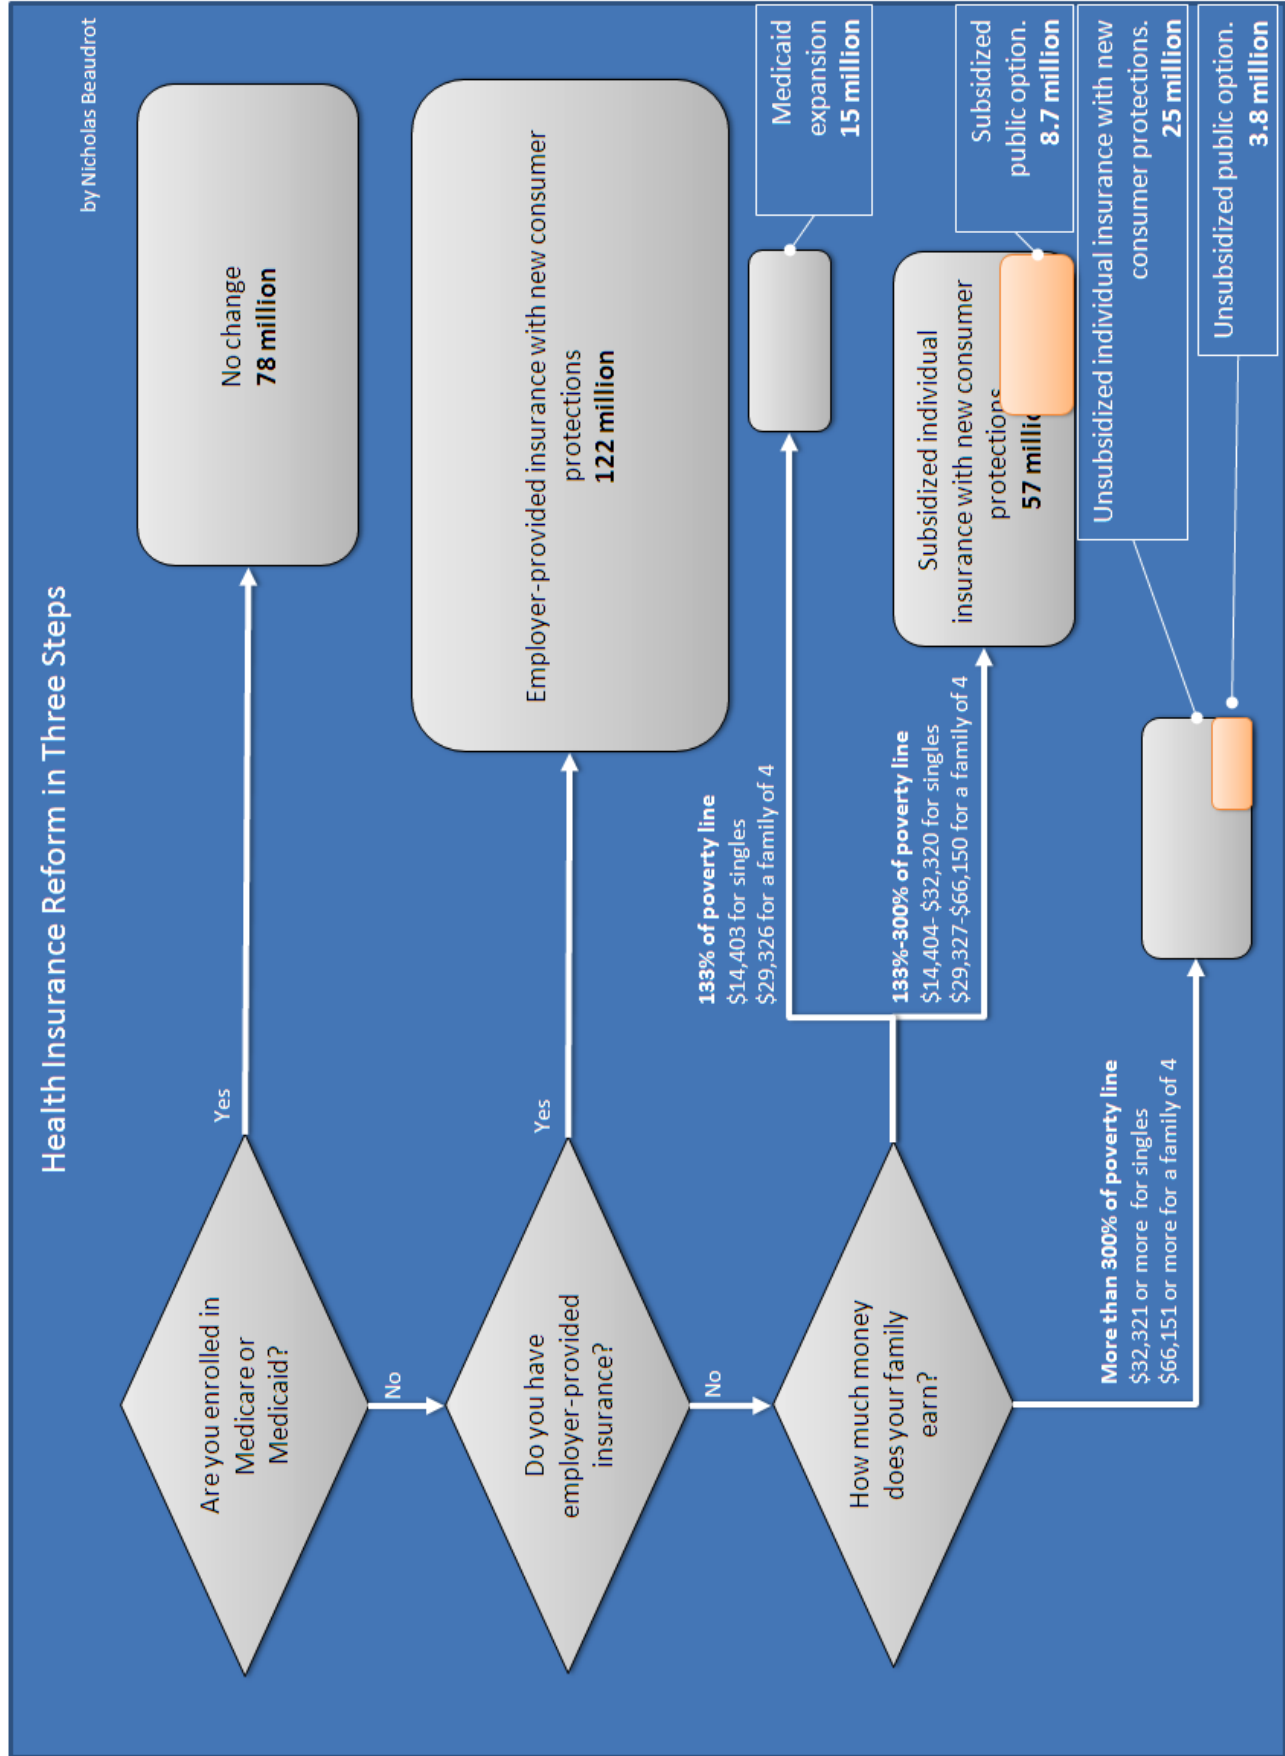 Health Insurance Reform in Three Steps
by Nicholas Beaudrot
Are you enrolled in
Medicare or
Medicaid?
Yes
No change
78 million
No
Do you have
employer-provided
insurance?
Yes
Employer-provided insurance with new consumer
protections
122 million
No
How much money
does your family
earn?
133% of poverty line
$14,403 for singles
$29,326 for a family of 4
Medicaid
expansion
15 million
133%-300% of poverty line
$14,404- $32,320 for singles
$29,327-$66,150 for a family of 4
Subsidized individual
insurance with new consumer
protections
57
Subsidized
public option.
8.7 million
More than 300% of poverty line
$32,321 or more for singles
$66,151 or more for a family of 4
Unsubsidized individual insurance with new
consumer protections.
25 million
Unsubsidized public option.
3.8 million